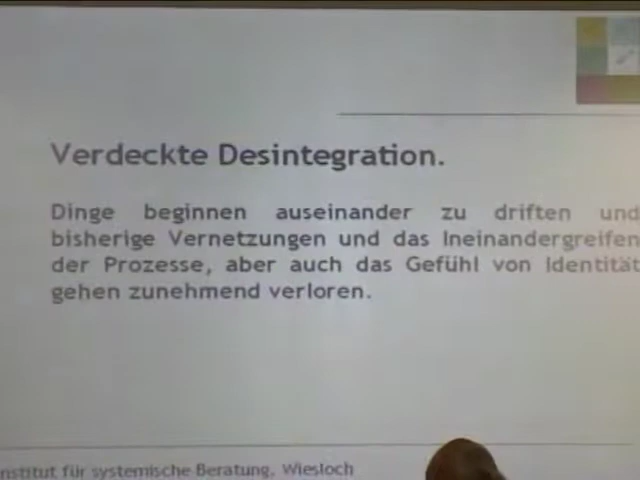 Verdeckte Desintegration.
Dinge beginnen auseinander zu driften und
bisherige Vernetzungen und das Ineinandergreifen
der Prozesse, aber auch das Gefühl von Identität
gehen zunehmend verloren.
nstitut für systemische Beratung, Wiesloch